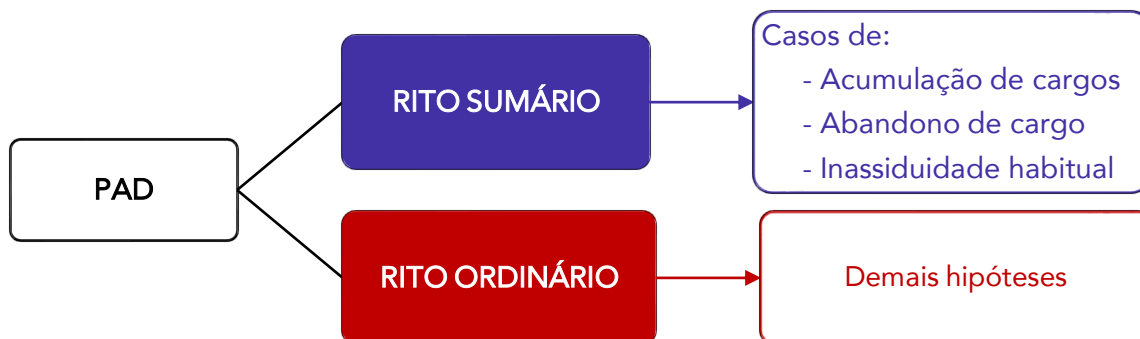 PAD
RITO SUMÁRIO
Casos de:
- Acumulação de cargos
- Abandono de cargo
- Inassiduidade habitual
RITO ORDINÁRIO
Demais hipóteses